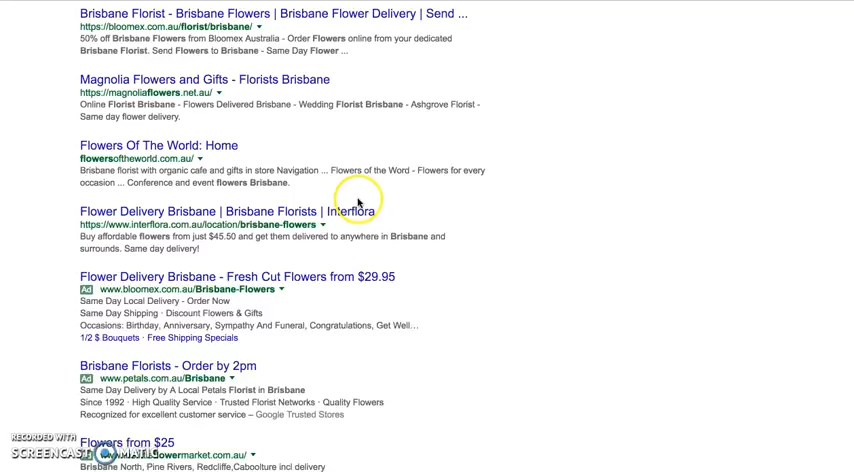 Brisbane Florist - Brisbane Flowers | Brisbane Flower Delivery | Send ...
https://bloomex.com.au/florist/brisbane/
50% off Brisbane Flowers from Bloomex Australia - Order Flowers online from your dedicated
Brisbane Florist. Send Flowers to Brisbane - Same Day Flower ...
Magnolia Flowers and Gifts - Florists Brisbane
https://magnoliaflowers.net.au/
Online Florist Brisbane - Flowers Delivered Brisbane - Wedding Florist Brisbane - Ashgrove Florist -
Same day flower delivery.
Flowers Of The World: Home
flowersoftheworld.com.au/
Brisbane florist with organic cafe and gifts in store Navigation ... Flowers of the Word - Flowers for every
occasion ... Conference and event flowers Brisbane.
Flower Delivery Brisbane | Brisbane Florists | Interflora
https://www.interflora.com.au/location/brisbane-flowers
Buy affordable flowers from just $45.50 and get them delivered to anywhere in Brisbane and
surrounds. Same day delivery!
Flower Delivery Brisbane - Fresh Cut Flowers from $29.95
Ad www.bloomex.com.au/Brisbane-Flowers
Same Day Local Delivery - Order Now
Same Day Shipping · Discount Flowers & Gifts
Occasions: Birthday, Anniversary, Sympathy And Funeral, Congratulations, Get Well...
1/2 $ Bouquets · Free Shipping Specials
Brisbane Florists - Order by 2pm
Ad www.petals.com.au/Brisbane
Same Day Delivery by A Local Petals Florist in Brisbane
Since 1992 · High Quality Service · Trusted Florist Networks · Quality Flowers
Recognized for excellent customer service – Google Trusted Stores
Flowers from $25
RECORDED WITH
SCREENCAST MATIC
Brisbane North, Pine Rivers, Redcliffe,Caboolture incl delivery